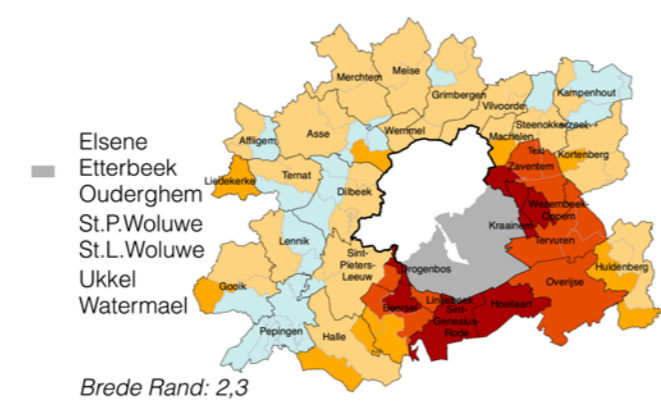 Merchtem
Meise
Grimbergen
Kampenhout
Vilvoorde
Steenokkerzeel
Affligem
Asse
Wemmel
Machelen
Text
Zaventem
Kortenberg
Elsene
Etterbeek
Ouderghem
St.P.Woluwe
St.L.Woluwe
Ukkel
Watermael
Liedekerke
Ternat
Dilbeek
Wezembeek-
Oppem
Kraainem
Tervuren
Lennik
Sint-
Pieters-
Leeuw
Drogenbos
Huldenberg
Overijse
Gooik
Beersel
Linkebeek
Sint-
Genesius-
Rode
Hoeilaart
Pepingen
Halle
Brede Rand: 2,3